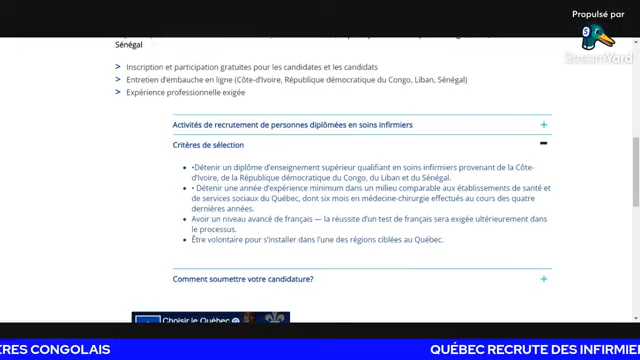 Propulsé par
StreamYard
Sénégal
> Inscription et participation gratuites pour les candidates et les candidats
> Entretien d'embauche en ligne (Côte-d'Ivoire, République démocratique du Congo, Liban, Sénégal)
> Expérience professionnelle exigée
Activités de recrutement de personnes diplômées en soins infirmiers +
Critères de sélection −
• •Détenir un diplôme d'enseignement supérieur qualifiant en soins infirmiers provenant de la Côte-
d'Ivoire, de la République démocratique du Congo, du Liban et du Sénégal.
• • Détenir une année d'expérience minimum dans un milieu comparable aux établissements de santé et
de services sociaux du Québec, dont six mois en médecine-chirurgie effectués au cours des quatre
dernières années.
• Avoir un niveau avancé de français — la réussite d'un test de français sera exigée ultérieurement dans
le processus.
• Être volontaire pour s'installer dans l'une des régions ciblées au Québec.
Comment soumettre votre candidature? +
Choisir le Québec
ÈRES CONGOLAIS QUÉBEC RECRUTE DES INFIRMIE